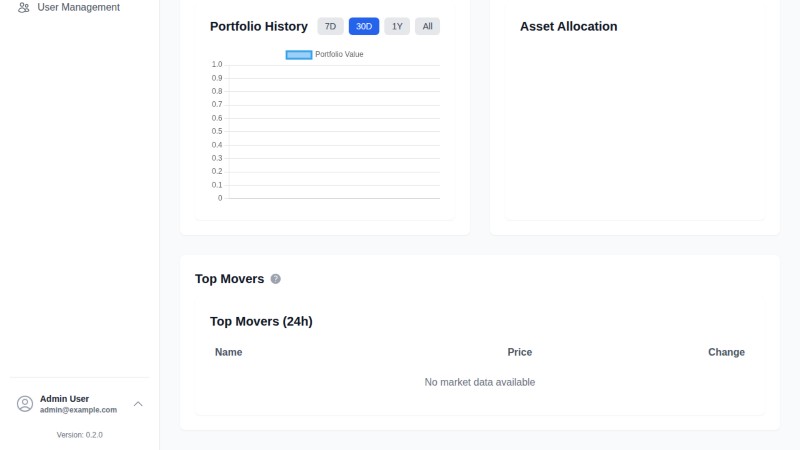 User Management
Portfolio History
7D 30D 1Y All
Portfolio Value
1.0
0.9
0.8
0.7
0.6
0.5
0.4
0.3
0.2
0.1
0
Asset Allocation
Top Movers ?
Top Movers (24h)
Name Price Change
No market data available
Admin User
admin@example.com
Version: 0.2.0